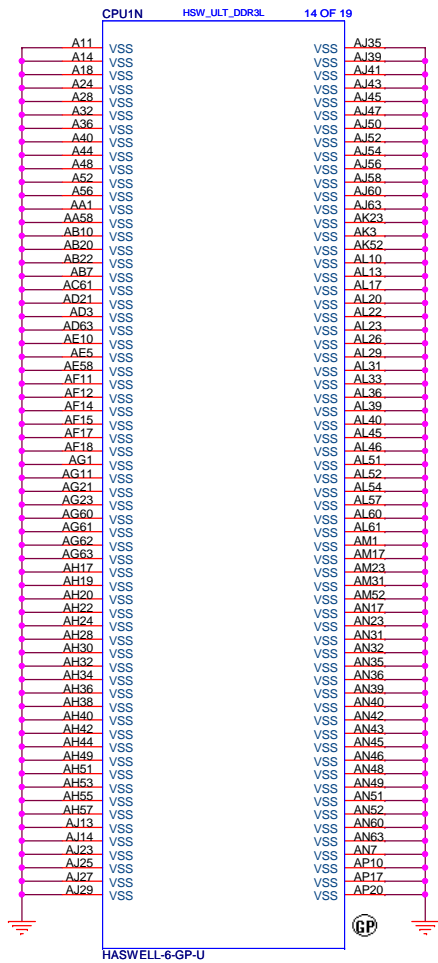 CPU1N HSW_ULT_DDR3L 14 OF 19
A11 VSS VSS AJ35
A14 VSS VSS AJ39
A18 VSS VSS AJ41
A24 VSS VSS AJ43
A28 VSS VSS AJ45
A32 VSS VSS AJ47
A36 VSS VSS AJ50
A40 VSS VSS AJ52
A44 VSS VSS AJ54
A48 VSS VSS AJ56
A52 VSS VSS AJ58
A56 VSS VSS AJ60
AA1 VSS VSS AJ63
AA58 VSS VSS AK23
AB10 VSS VSS AK3
AB20 VSS VSS AK52
AB22 VSS VSS AL10
AB7 VSS VSS AL13
AC61 VSS VSS AL17
AD21 VSS VSS AL20
AD3 VSS VSS AL22
AD63 VSS VSS AL23
AE10 VSS VSS AL26
AE5 VSS VSS AL29
AE58 VSS VSS AL31
AF11 VSS VSS AL33
AF12 VSS VSS AL36
AF14 VSS VSS AL39
AF15 VSS VSS AL40
AF17 VSS VSS AL45
AF18 VSS VSS AL46
AG1 VSS VSS AL51
AG11 VSS VSS AL52
AG21 VSS VSS AL54
AG23 VSS VSS AL57
AG60 VSS VSS AL60
AG61 VSS VSS AL61
AG62 VSS VSS AM1
AG63 VSS VSS AM17
AH17 VSS VSS AM23
AH19 VSS VSS AM31
AH20 VSS VSS AM52
AH22 VSS VSS AN17
AH24 VSS VSS AN23
AH28 VSS VSS AN31
AH30 VSS VSS AN32
AH32 VSS VSS AN35
AH34 VSS VSS AN36
AH36 VSS VSS AN39
AH38 VSS VSS AN40
AH40 VSS VSS AN42
AH42 VSS VSS AN43
AH44 VSS VSS AN45
AH49 VSS VSS AN46
AH51 VSS VSS AN48
AH53 VSS VSS AN49
AH55 VSS VSS AN51
AH57 VSS VSS AN52
AJ13 VSS VSS AN60
AJ14 VSS VSS AN63
AJ23 VSS VSS AN7
AJ25 VSS VSS AP10
AJ27 VSS VSS AP17
AJ29 VSS VSS AP20
GP
HASWELL-6-GP-U